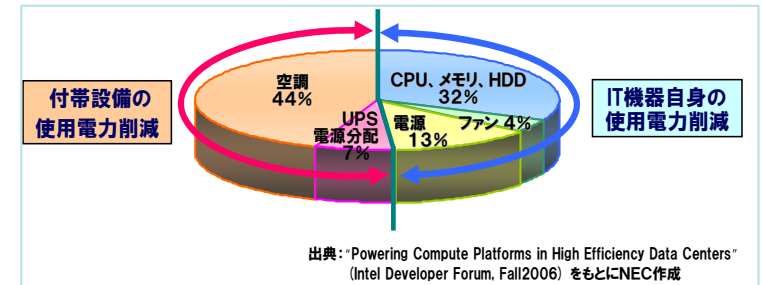 空調
44%
CPU、メモリ、HDD
32%
付帯設備の
使用電力削減
IT機器自身の
使用電力削減
UPS
電源分配
7%
電源
13%
ファン 4%
出典："Powering Compute Platforms in High Efficiency Data Centers"
(Intel Developer Forum, Fall2006) をもとにNEC作成